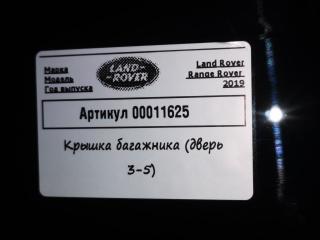 Марка
Модель
Год выпуска
LAND-
-ROVER
Land Rover
Range Rover
2019
Артикул 00011625
Крышка багажника (дверь
3-5)